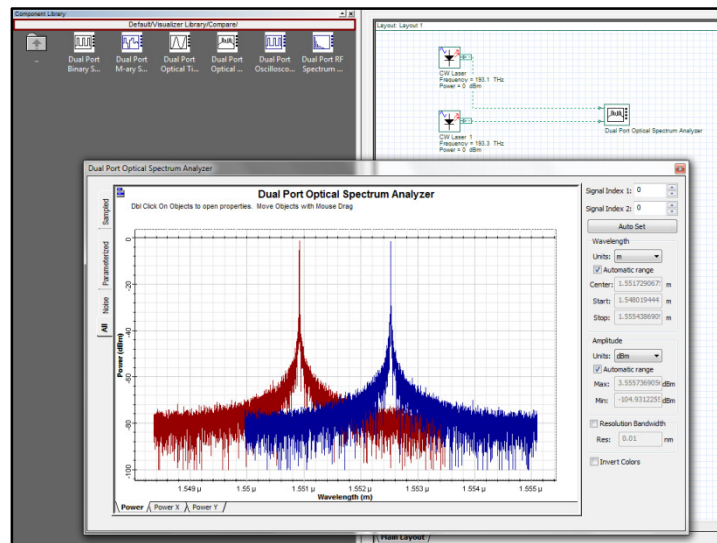 Component Library
Default/Visualizer Library/Compare/
..
Dual Port Binary S...
Dual Port M-ary S...
Dual Port Optical Ti...
Dual Port Optical ...
Dual Port Oscillosco...
Dual Port RF Spectrum ...
Layout: Layout 1
CW Laser
Frequency = 193.1 THz
Power = 0 dBm
CW Laser 1
Frequency = 193.3 THz
Power = 0 dBm
Dual Port Optical Spectrum Analyzer
Dual Port Optical Spectrum Analyzer
Dual Port Optical Spectrum Analyzer
Dbl Click On Objects to open properties. Move Objects with Mouse Drag
Sampled
Parameterized
Noise
All
Power (dBm)
0
-20
-40
-60
-80
-100
1.549 µ
1.55 µ
1.551 µ
1.552 µ
1.553 µ
1.554 µ
1.555 µ
Wavelength (m)
Power
Power X
Power Y
Signal Index 1: 0
Signal Index 2: 0
Auto Set
Wavelength
Units: m
Automatic range
Center: 1.551729067 m
Start: 1.548019444 m
Stop: 1.555438690 m
Amplitude
Units: dBm
Automatic range
Max: 3.555736905 dBm
Min: -104.9312255 dBm
Resolution Bandwidth
Res: 0.01 nm
Invert Colors
Main Layout